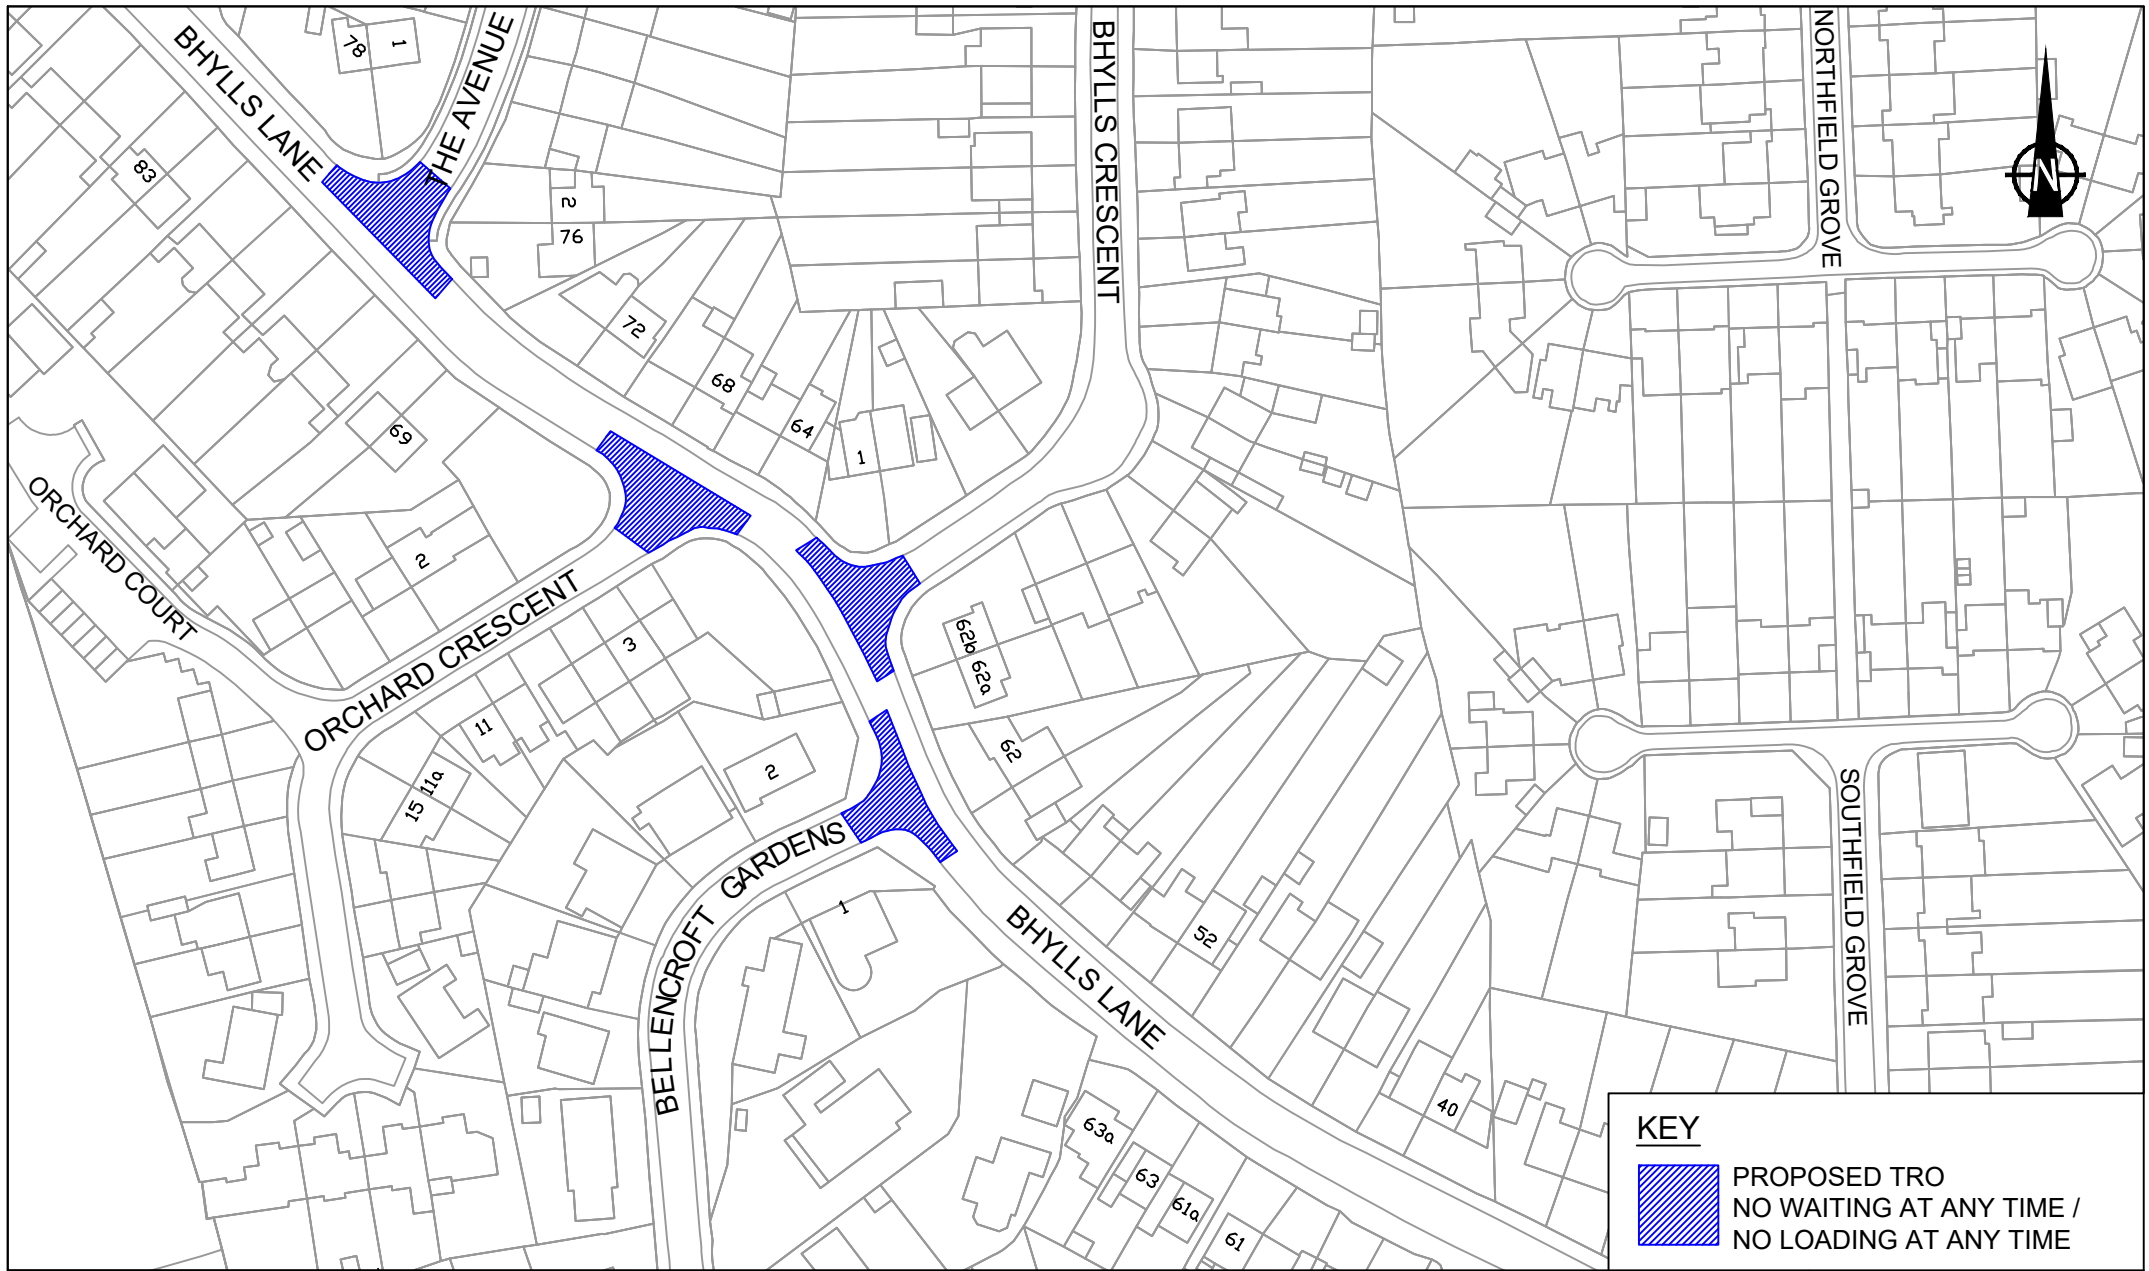 78
1
THE AVENUE
BHYLLS LANE
BHYLLS CRESCENT
NORTHFIELD GROVE
N
83
2
76
72
68
64
1
69
ORCHARD COURT
2
ORCHARD CRESCENT
3
62b
62a
11
11a
15
2
62
BELLENCROFT GARDENS
1
52
BHYLLS LANE
SOUTHFIELD GROVE
40
63a
63
61a
61
KEY
PROPOSED TRO
NO WAITING AT ANY TIME /
NO LOADING AT ANY TIME